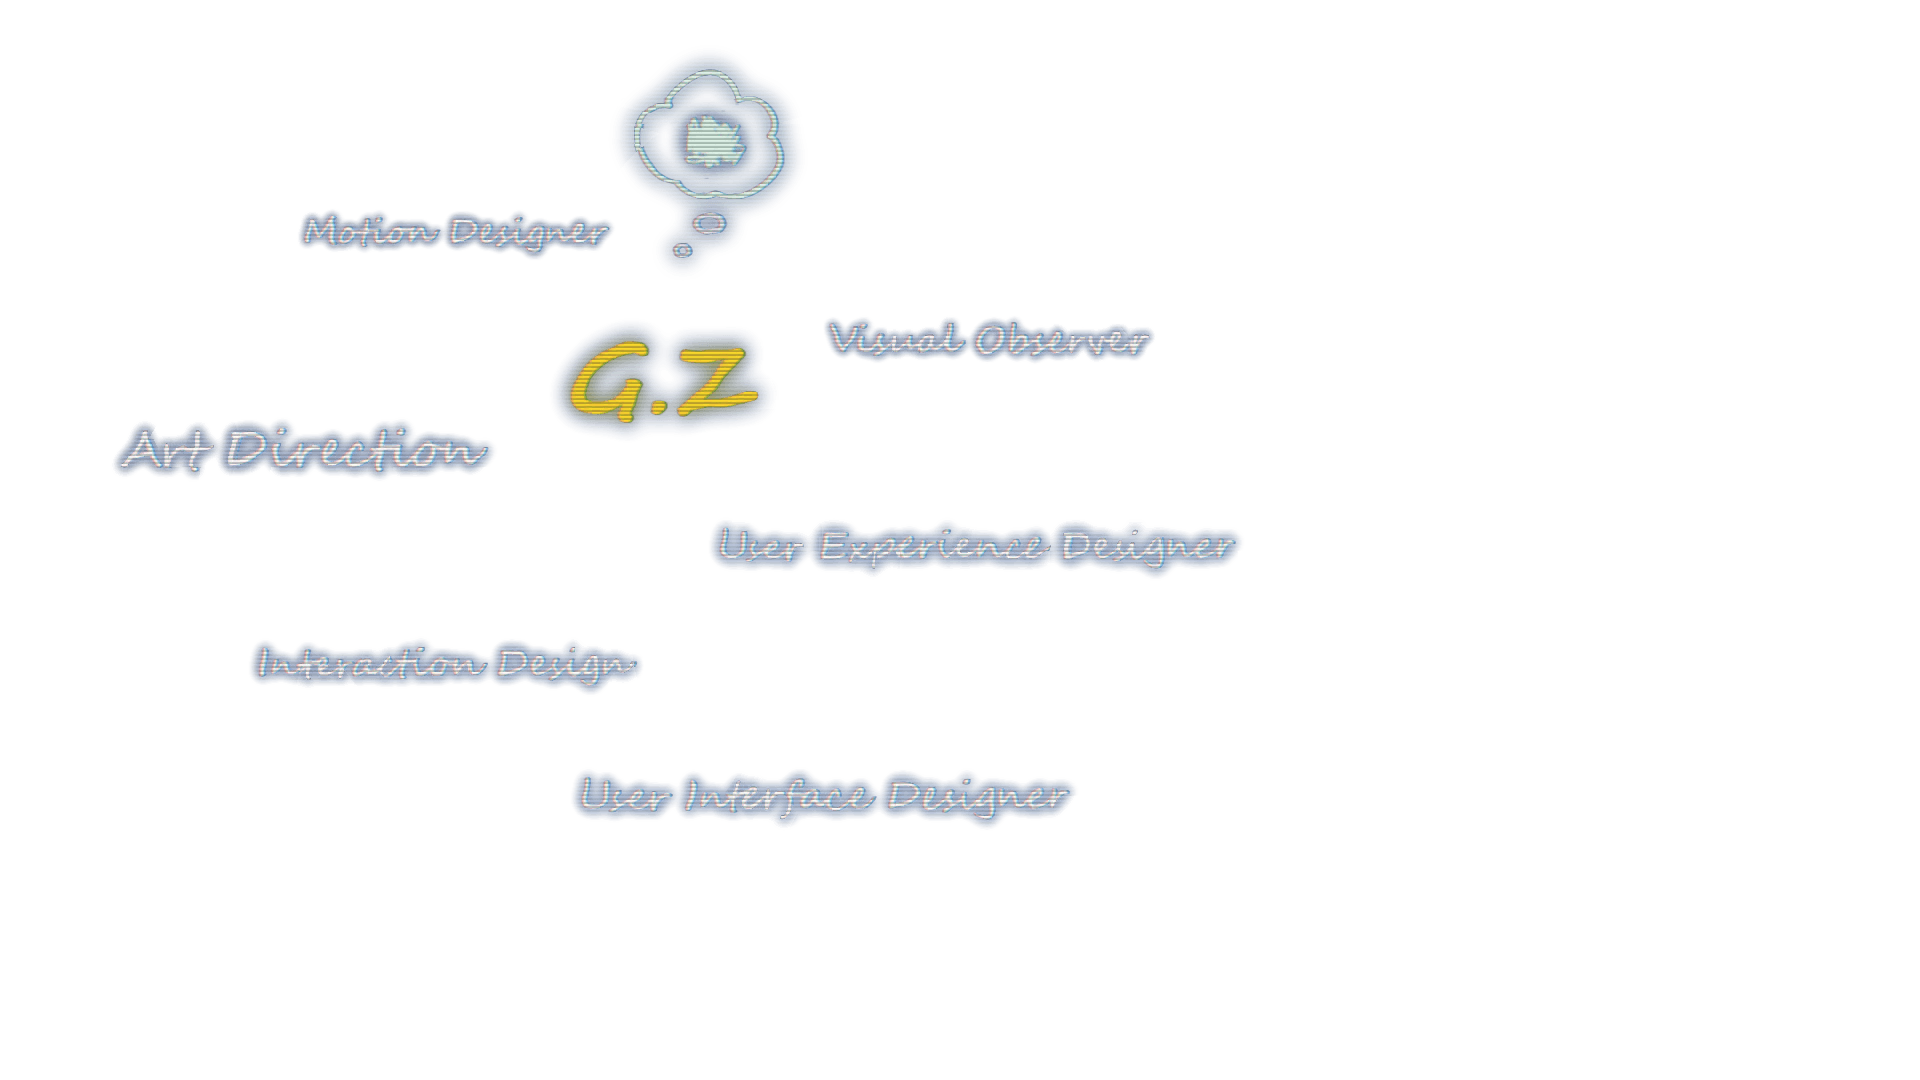 Motion Designer
Visual Observer
G.Z
Art Direction
User Experience Designer
Interaction Design
User Interface Designer